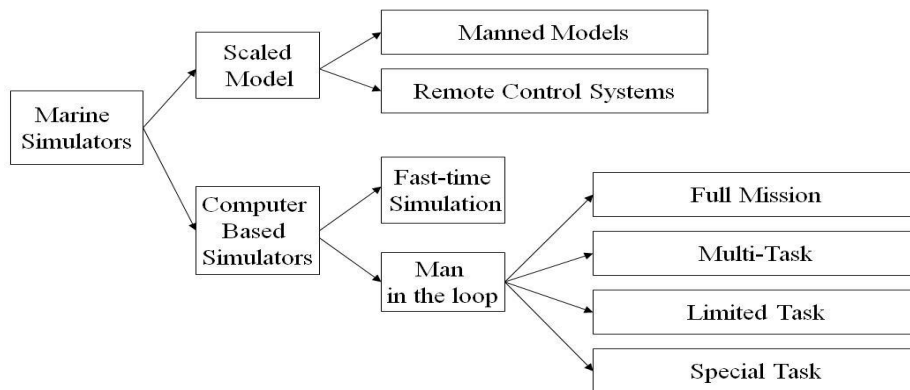 Marine
Simulators
Scaled
Model
Manned Models
Remote Control Systems
Computer
Based
Simulators
Fast-time
Simulation
Man
in the loop
Full Mission
Multi-Task
Limited Task
Special Task